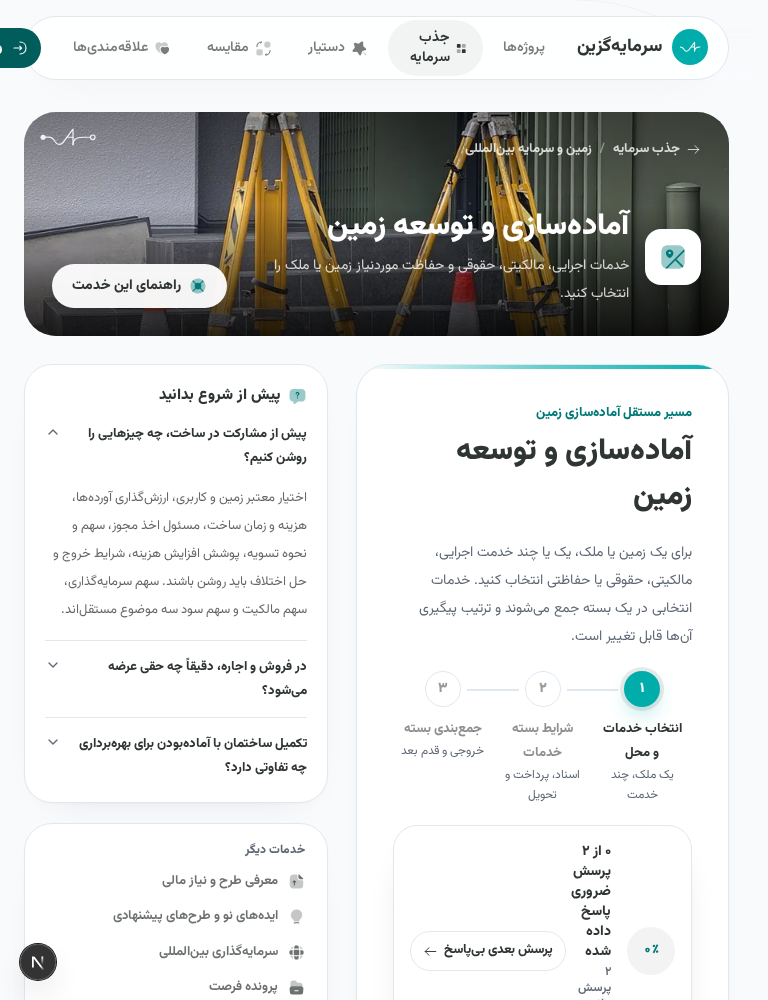 سرمایه‌گزین
پروژه‌ها
جذب
سرمایه
دستیار
مقایسه
علاقه‌مندی‌ها
جذب سرمایه / زمین و سرمایه بین‌المللی
آماده‌سازی و توسعه زمین
خدمات اجرایی، مالکیتی، حقوقی و حفاظت موردنیاز زمین یا ملک را
انتخاب کنید.
راهنمای این خدمت
مسیر مستقل آماده‌سازی زمین
آماده‌سازی و توسعه
زمین
برای یک زمین یا ملک، یک یا چند خدمت اجرایی،
مالکیتی، حقوقی یا حفاظتی انتخاب کنید. خدمات
انتخابی در یک بسته جمع می‌شوند و ترتیب پیگیری
آن‌ها قابل تغییر است.
۱
انتخاب خدمات
و محل
یک ملک، چند
خدمت
۲
شرایط بسته
خدمات
اسناد، پرداخت و
تحویل
۳
جمع‌بندی بسته
خروجی و قدم بعد
۰٪
۰ از ۲
پرسش
ضروری
پاسخ
داده
شده
۲
پرسش
پرسش بعدی بی‌پاسخ
پیش از شروع بدانید
پیش از مشارکت در ساخت، چه چیزهایی را
روشن کنیم؟
اختیار معتبر زمین و کاربری، ارزش‌گذاری آورده‌ها،
هزینه و زمان ساخت، مسئول اخذ مجوز، سهم و
نحوه تسویه، پوشش افزایش هزینه، شرایط خروج و
حل اختلاف باید روشن باشند. سهم سرمایه‌گذاری،
سهم مالکیت و سهم سود سه موضوع مستقل‌اند.
در فروش و اجاره، دقیقاً چه حقی عرضه
می‌شود؟
تکمیل ساختمان با آماده‌بودن برای بهره‌برداری
چه تفاوتی دارد؟
خدمات دیگر
معرفی طرح و نیاز مالی
ایده‌های نو و طرح‌های پیشنهادی
سرمایه‌گذاری بین‌المللی
پرونده فرصت
N